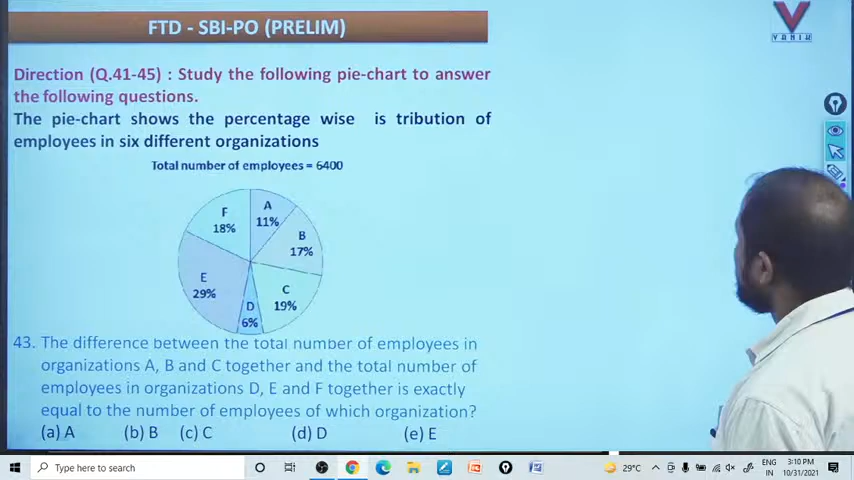 FTD - SBI-PO (PRELIM)
VANIK
Direction (Q.41-45) : Study the following pie-chart to answer
the following questions.
The pie-chart shows the percentage wise is tribution of
employees in six different organizations
Total number of employees = 6400
A
11%
B
17%
C
19%
D
6%
E
29%
F
18%
43. The difference between the total number of employees in
organizations A, B and C together and the total number of
employees in organizations D, E and F together is exactly
equal to the number of employees of which organization?
(a) A (b) B (c) C (d) D (e) E
Type here to search
29°C
ENG
IN
3:10 PM
10/31/2021